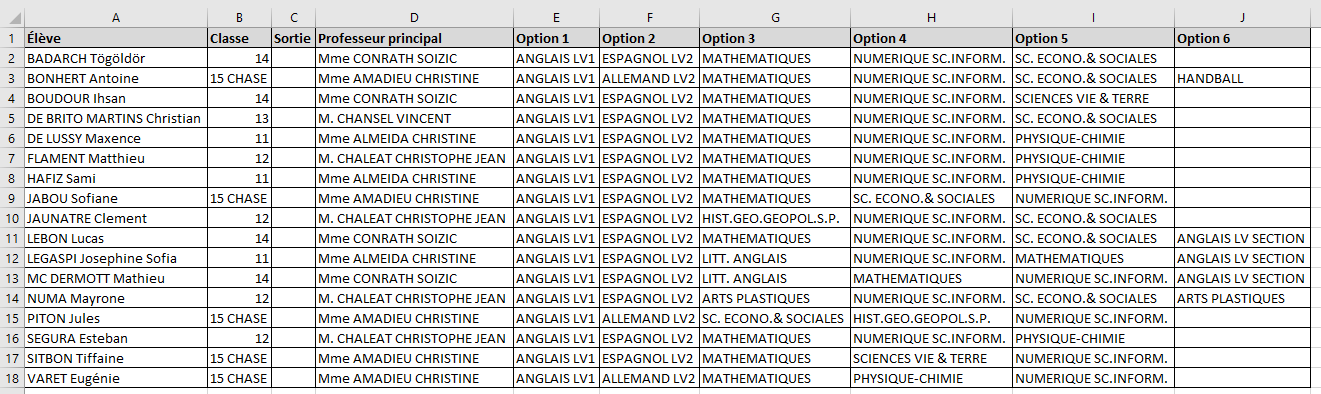 A B C D E F G H I J
1 Élève Classe Sortie Professeur principal Option 1 Option 2 Option 3 Option 4 Option 5 Option 6
2 BADARCH Tögöldör 14 Mme CONRATH SOIZIC ANGLAIS LV1 ESPAGNOL LV2 MATHEMATIQUES NUMERIQUE SC.INFORM. SC. ECONO.& SOCIALES
3 BONHERT Antoine 15 CHASE Mme AMADIEU CHRISTINE ANGLAIS LV1 ALLEMAND LV2 MATHEMATIQUES NUMERIQUE SC.INFORM. SC. ECONO.& SOCIALES HANDBALL
4 BOUDOUR Ihsan 14 Mme CONRATH SOIZIC ANGLAIS LV1 ESPAGNOL LV2 MATHEMATIQUES NUMERIQUE SC.INFORM. SCIENCES VIE & TERRE
5 DE BRITO MARTINS Christian 13 M. CHANSEL VINCENT ANGLAIS LV1 ESPAGNOL LV2 MATHEMATIQUES NUMERIQUE SC.INFORM. SC. ECONO.& SOCIALES
6 DE LUSSY Maxence 11 Mme ALMEIDA CHRISTINE ANGLAIS LV1 ESPAGNOL LV2 MATHEMATIQUES NUMERIQUE SC.INFORM. PHYSIQUE-CHIMIE
7 FLAMENT Matthieu 12 M. CHALEAT CHRISTOPHE JEAN ANGLAIS LV1 ESPAGNOL LV2 MATHEMATIQUES NUMERIQUE SC.INFORM. PHYSIQUE-CHIMIE
8 HAFIZ Sami 11 Mme ALMEIDA CHRISTINE ANGLAIS LV1 ESPAGNOL LV2 MATHEMATIQUES NUMERIQUE SC.INFORM. PHYSIQUE-CHIMIE
9 JABOU Sofiane 15 CHASE Mme AMADIEU CHRISTINE ANGLAIS LV1 ESPAGNOL LV2 MATHEMATIQUES SC. ECONO.& SOCIALES NUMERIQUE SC.INFORM.
10 JAUNATRE Clement 12 M. CHALEAT CHRISTOPHE JEAN ANGLAIS LV1 ESPAGNOL LV2 HIST.GEO.GEOPOL.S.P. NUMERIQUE SC.INFORM. SC. ECONO.& SOCIALES
11 LEBON Lucas 14 Mme CONRATH SOIZIC ANGLAIS LV1 ESPAGNOL LV2 MATHEMATIQUES NUMERIQUE SC.INFORM. SC. ECONO.& SOCIALES ANGLAIS LV SECTION
12 LEGASPI Josephine Sofia 11 Mme ALMEIDA CHRISTINE ANGLAIS LV1 ESPAGNOL LV2 LITT. ANGLAIS NUMERIQUE SC.INFORM. MATHEMATIQUES ANGLAIS LV SECTION
13 MC DERMOTT Mathieu 14 Mme CONRATH SOIZIC ANGLAIS LV1 ESPAGNOL LV2 LITT. ANGLAIS MATHEMATIQUES NUMERIQUE SC.INFORM. ANGLAIS LV SECTION
14 NUMA Mayrone 12 M. CHALEAT CHRISTOPHE JEAN ANGLAIS LV1 ESPAGNOL LV2 ARTS PLASTIQUES NUMERIQUE SC.INFORM. SC. ECONO.& SOCIALES ARTS PLASTIQUES
15 PITON Jules 15 CHASE Mme AMADIEU CHRISTINE ANGLAIS LV1 ALLEMAND LV2 SC. ECONO.& SOCIALES HIST.GEO.GEOPOL.S.P. NUMERIQUE SC.INFORM.
16 SEGURA Esteban 12 M. CHALEAT CHRISTOPHE JEAN ANGLAIS LV1 ESPAGNOL LV2 MATHEMATIQUES NUMERIQUE SC.INFORM. PHYSIQUE-CHIMIE
17 SITBON Tiffaine 15 CHASE Mme AMADIEU CHRISTINE ANGLAIS LV1 ESPAGNOL LV2 MATHEMATIQUES SCIENCES VIE & TERRE NUMERIQUE SC.INFORM.
18 VARET Eugénie 15 CHASE Mme AMADIEU CHRISTINE ANGLAIS LV1 ALLEMAND LV2 MATHEMATIQUES PHYSIQUE-CHIMIE NUMERIQUE SC.INFORM.